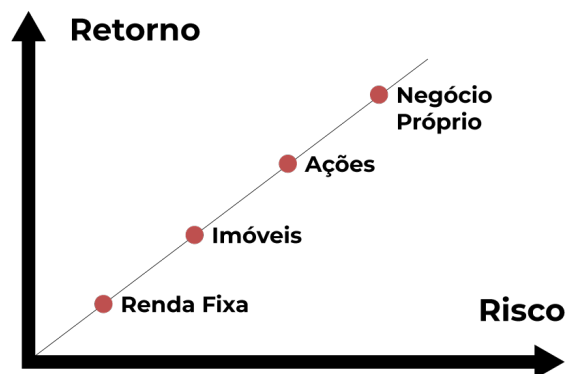 Retorno
Negócio
Próprio
Ações
Imóveis
Renda Fixa
Risco